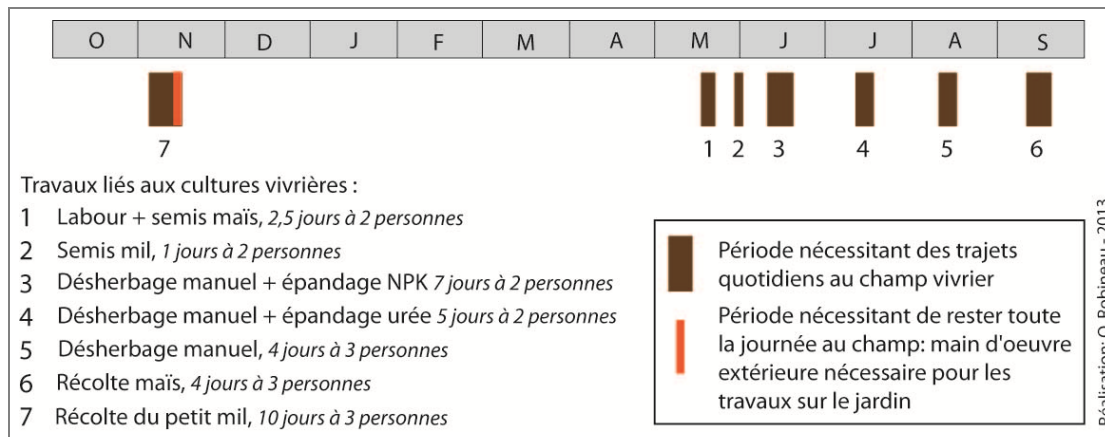 O N D J F M A M J J A S
7 1 2 3 4 5 6
Travaux liés aux cultures vivrières :
1 Labour + semis maïs, 2,5 jours à 2 personnes
2 Semis mil, 1 jours à 2 personnes
3 Désherbage manuel + épandage NPK 7 jours à 2 personnes
4 Désherbage manuel + épandage urée 5 jours à 2 personnes
5 Désherbage manuel, 4 jours à 3 personnes
6 Récolte maïs, 4 jours à 3 personnes
7 Récolte du petit mil, 10 jours à 3 personnes
Période nécessitant des trajets
quotidiens au champ vivrier
Période nécessitant de rester toute
la journée au champ: main d'oeuvre
extérieure nécessaire pour les
travaux sur le jardin
Réalisation: O. Robineau - 2013